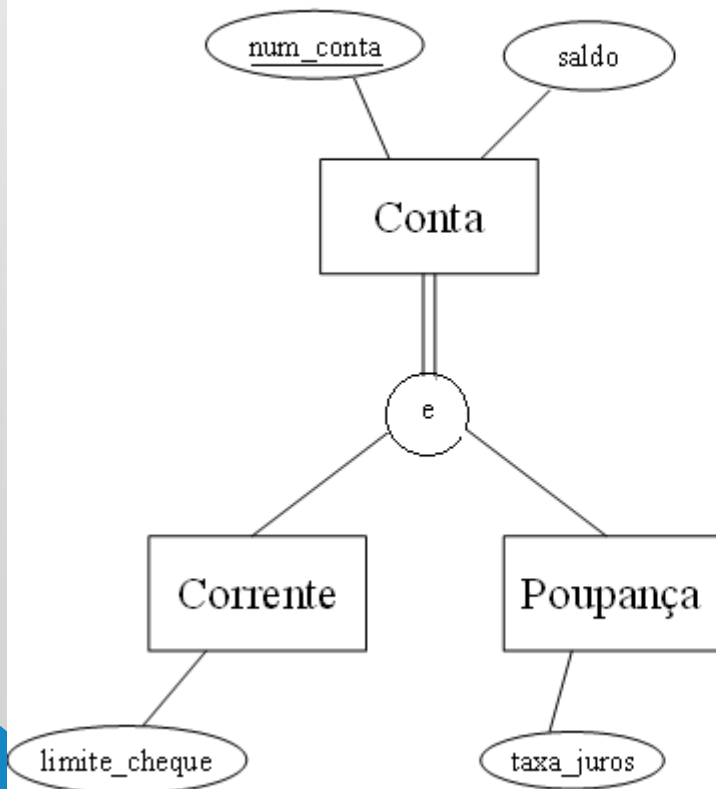 num_conta
saldo
Conta
e
Corrente
Poupança
limite_cheque
taxa_juros